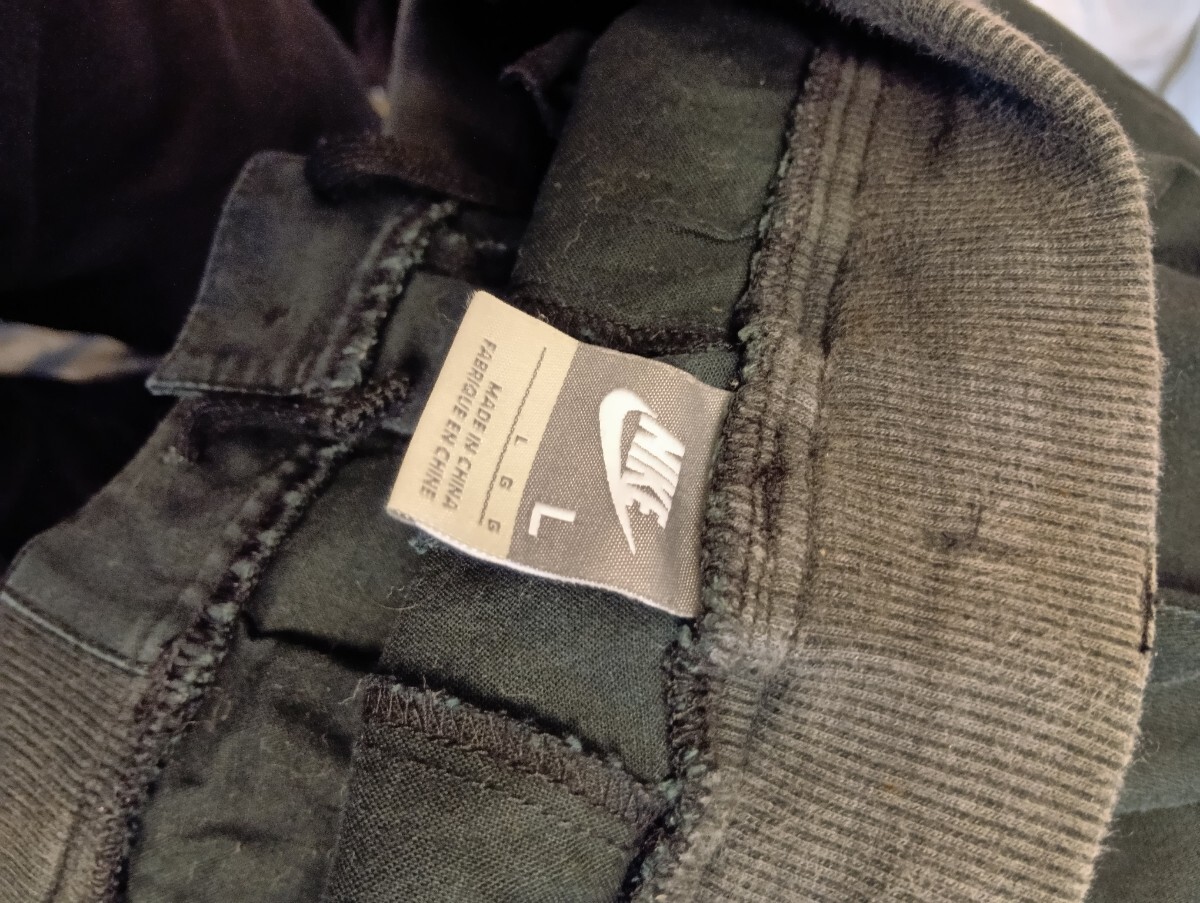 NIKE
L
L G G
MADE IN CHINA
FABRIQUE EN CHINE